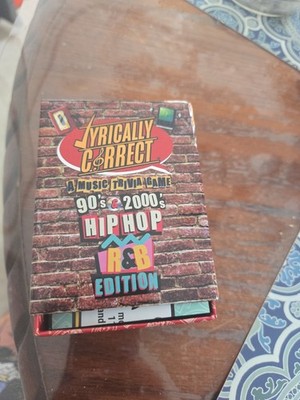 LYRICALLY
CORRECT
A MUSIC TRIVIA GAME
90's & 2000's
HIP HOP
R&B
EDITION